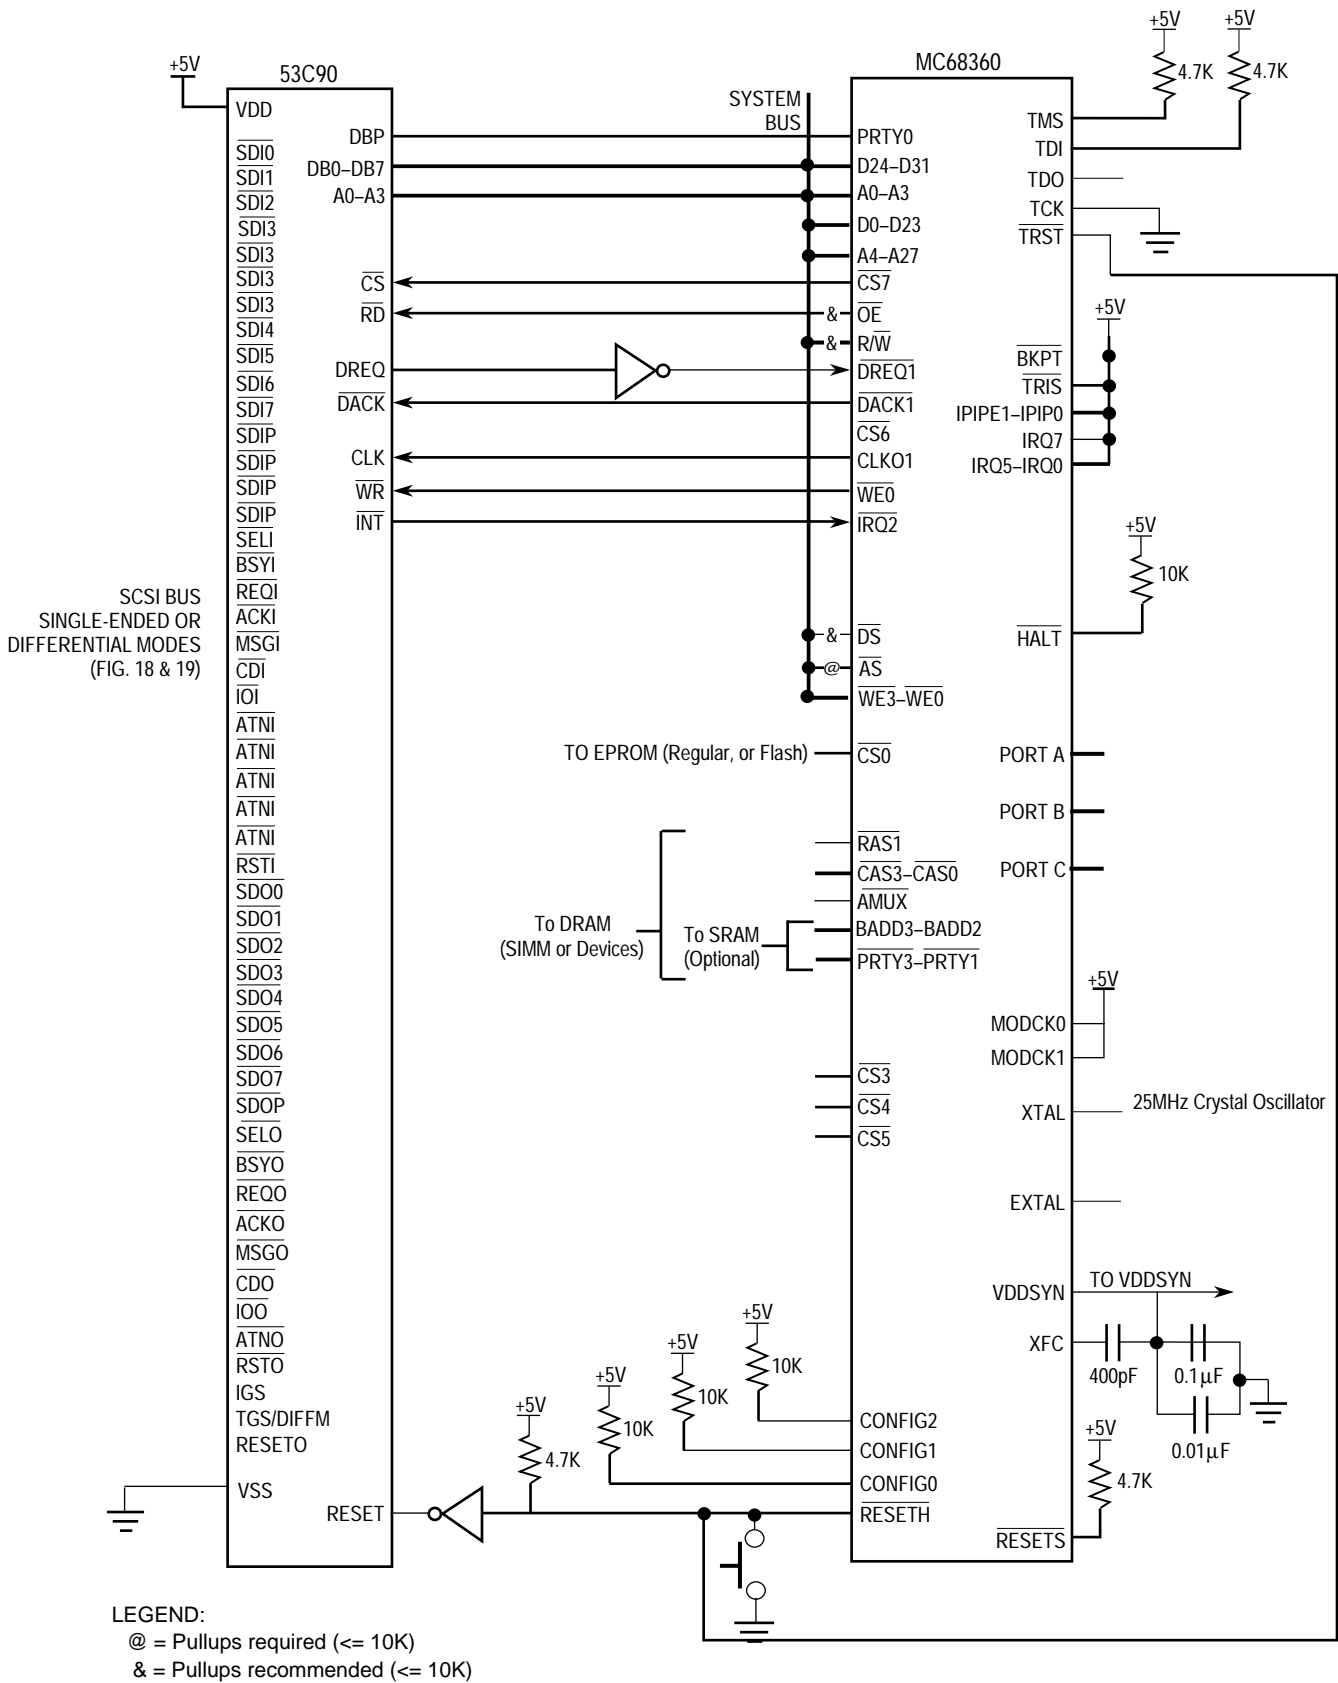 +5V
+5V
53C90
MC68360
+5V
4.7K
4.7K
SYSTEM
BUS
VDD
DBP
DB0–DB7
A0–A3
CS
RD
DREQ
DACK
CLK
WR
INT
SDI0
SDI1
SDI2
SDI3
SDI3
SDI3
SDI3
SDI4
SDI5
SDI6
SDI7
SDIP
SDIP
SDIP
SDIP
SELI
BSYI
REQI
ACKI
MSGI
CDI
IOI
ATNI
ATNI
ATNI
ATNI
ATNI
RSTI
SDO0
SDO1
SDO2
SDO3
SDO4
SDO5
SDO6
SDO7
SDOP
SELO
BSYO
REQO
ACKO
MSGO
CDO
IOO
ATNO
RSTO
IGS
TGS/DIFFM
RESETO
VSS
RESET
SCSI BUS
SINGLE-ENDED OR
DIFFERENTIAL MODES
(FIG. 18 & 19)
PRTY0
D24–D31
A0–A3
D0–D23
A4–A27
CS7
& OE
& R/W
DREQ1
DACK1
CS6
CLKO1
WE0
IRQ2
& DS
@ AS
WE3–WE0
TO EPROM (Regular, or Flash)
CS0
RAS1
CAS3–CAS0
AMUX
BADD3–BADD2
PRTY3–PRTY1
To DRAM
(SIMM or Devices)
To SRAM
(Optional)
CS3
CS4
CS5
CONFIG2
CONFIG1
CONFIG0
RESETH
+5V
10K
+5V
10K
+5V
10K
+5V
4.7K
TMS
TDI
TDO
TCK
TRST
+5V
BKPT
TRIS
IPIPE1–IPIP0
IRQ7
IRQ5–IRQ0
+5V
10K
HALT
PORT A
PORT B
PORT C
+5V
MODCK0
MODCK1
XTAL
25MHz Crystal Oscillator
EXTAL
VDDSYN
TO VDDSYN
XFC
400pF
0.1µF
0.01µF
+5V
4.7K
RESETS
LEGEND:
@ = Pullups required (<= 10K)
& = Pullups recommended (<= 10K)